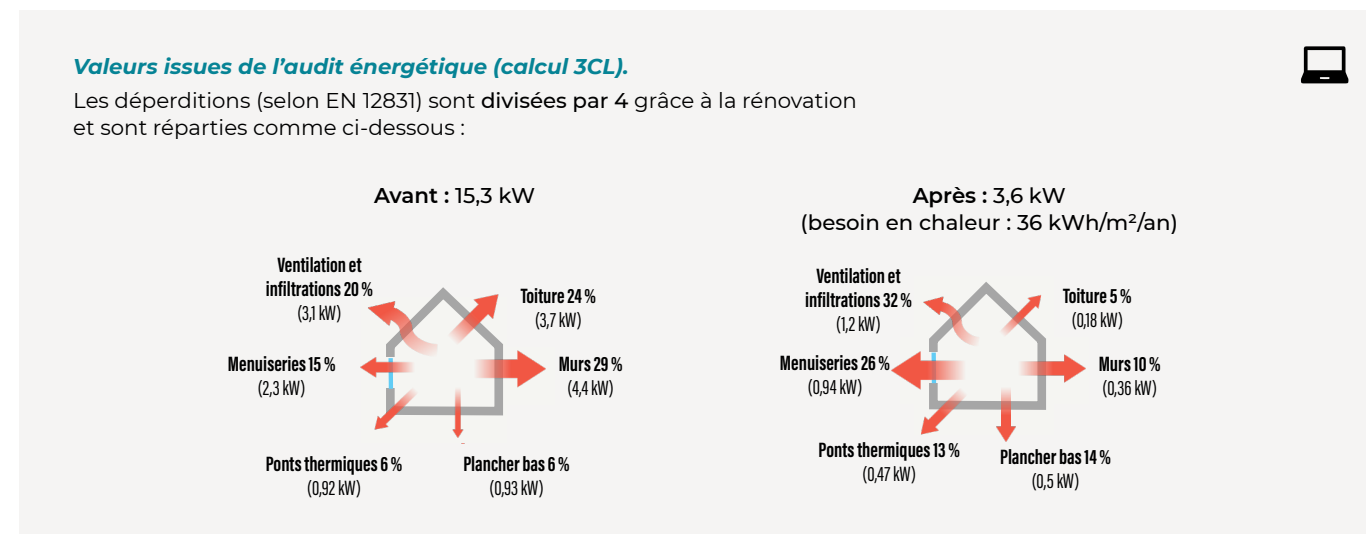 Valeurs issues de l’audit énergétique (calcul 3CL).
Les déperditions (selon EN 12831) sont divisées par 4 grâce à la rénovation
et sont réparties comme ci-dessous :
Avant : 15,3 kW
Ventilation et
infiltrations 20 %
(3,1 kW)
Toiture 24 %
(3,7 kW)
Menuiseries 15 %
(2,3 kW)
Murs 29 %
(4,4 kW)
Ponts thermiques 6 %
(0,92 kW)
Plancher bas 6 %
(0,93 kW)
Après : 3,6 kW
(besoin en chaleur : 36 kWh/m²/an)
Ventilation et
infiltrations 32 %
(1,2 kW)
Toiture 5 %
(0,18 kW)
Menuiseries 26 %
(0,94 kW)
Murs 10 %
(0,36 kW)
Ponts thermiques 13 %
(0,47 kW)
Plancher bas 14 %
(0,5 kW)